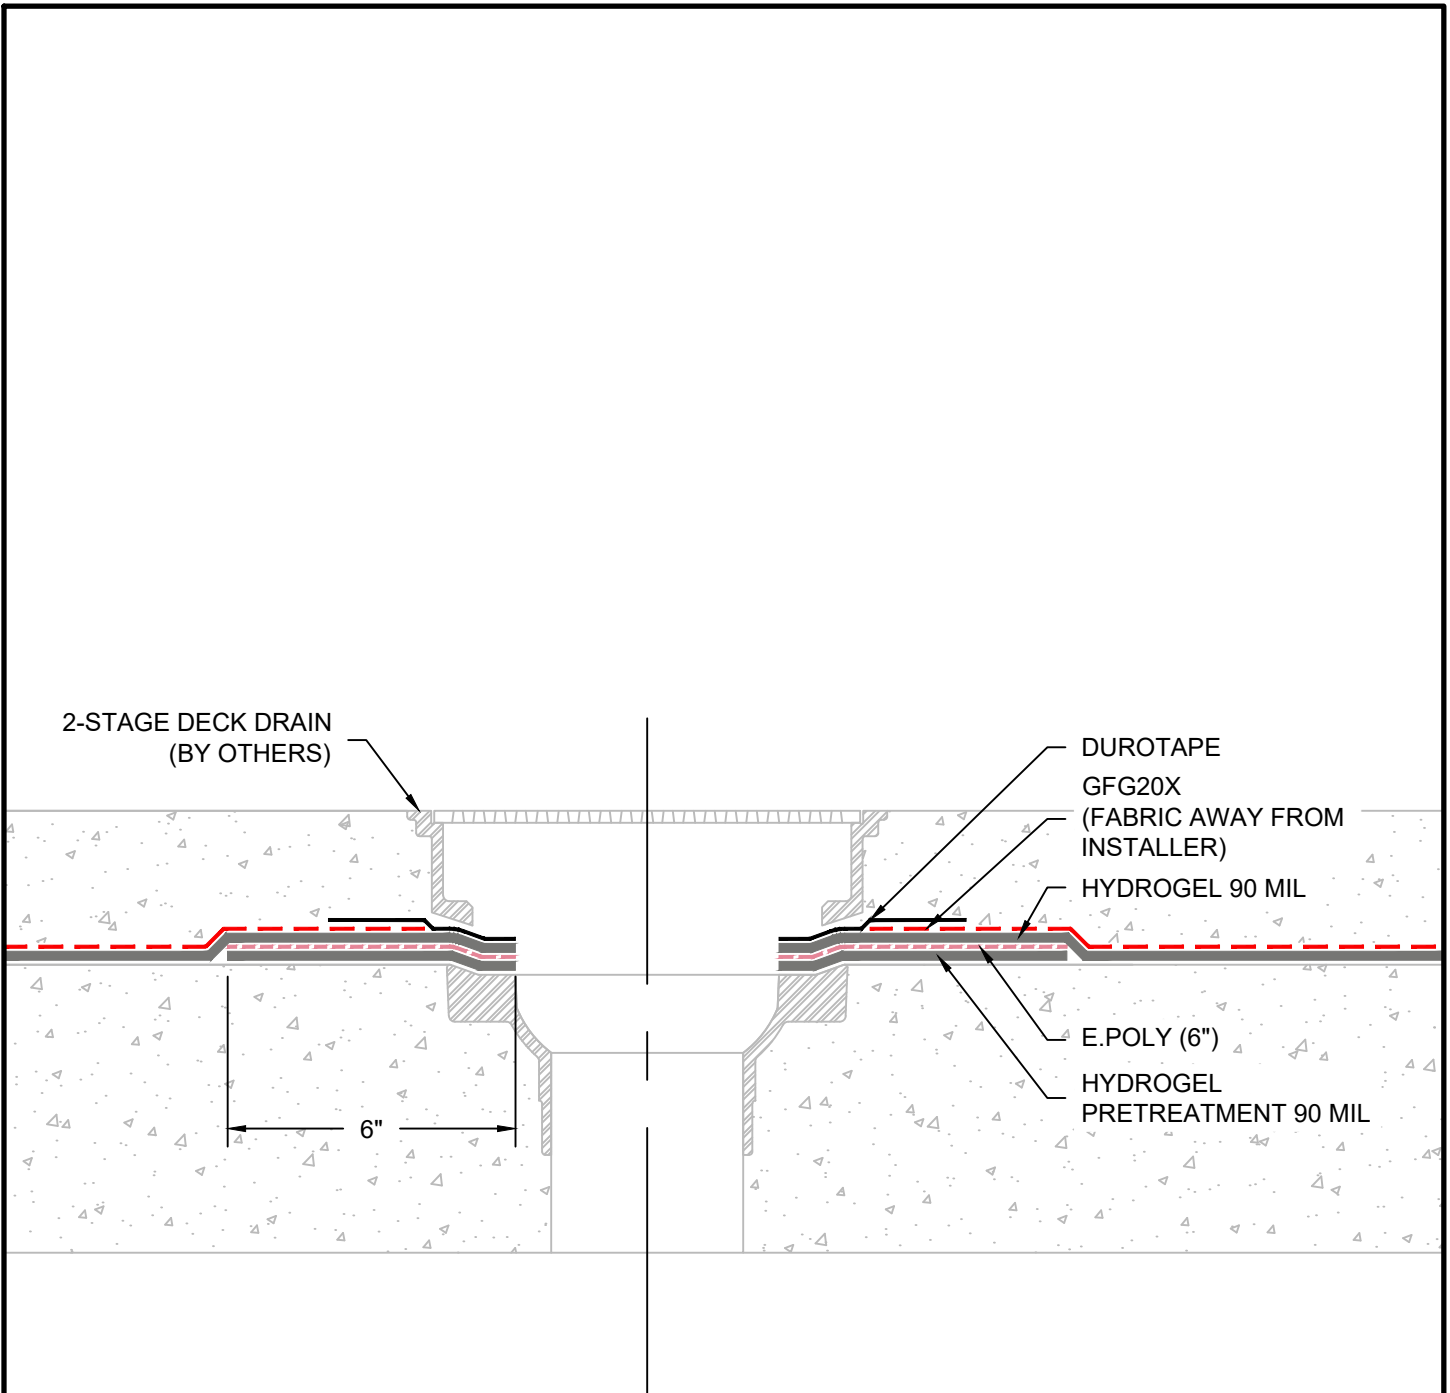 2-STAGE DECK DRAIN
(BY OTHERS)
DUROTAPE
GFG20X
(FABRIC AWAY FROM
INSTALLER)
HYDROGEL 90 MIL
E.POLY (6")
HYDROGEL
PRETREATMENT 90 MIL
6"